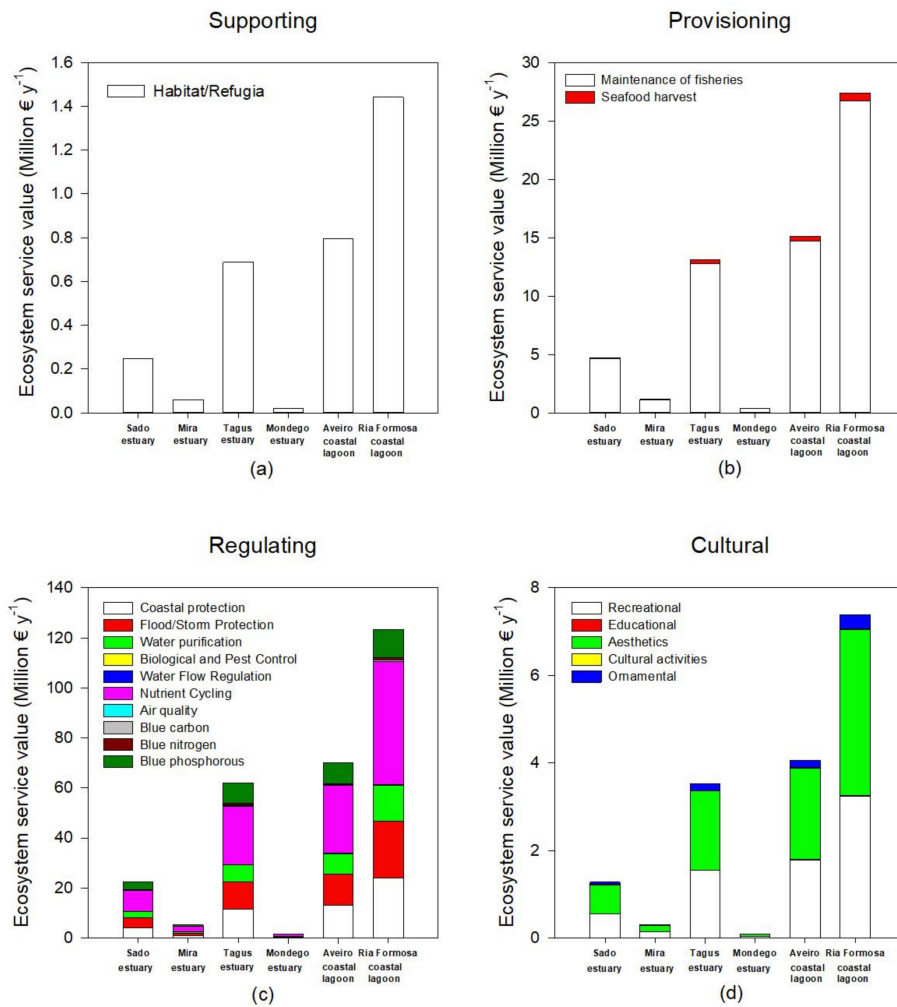 Supporting
Ecosystem service value (Million € y-1)
1.6
1.4
1.2
1.0
0.8
0.6
0.4
0.2
0.0
Habitat/Refugia
Sado estuary
Mira estuary
Tagus estuary
Mondego estuary
Aveiro coastal lagoon
Ria Formosa coastal lagoon
(a)
Provisioning
Ecosystem service value (Million € y-1)
30
25
20
15
10
5
0
Maintenance of fisheries
Seafood harvest
Sado estuary
Mira estuary
Tagus estuary
Mondego estuary
Aveiro coastal lagoon
Ria Formosa coastal lagoon
(b)
Regulating
Ecosystem service value (Million € y-1)
140
120
100
80
60
40
20
0
Coastal protection
Flood/Storm Protection
Water purification
Biological and Pest Control
Water Flow Regulation
Nutrient Cycling
Air quality
Blue carbon
Blue nitrogen
Blue phosphorous
Sado estuary
Mira estuary
Tagus estuary
Mondego estuary
Aveiro coastal lagoon
Ria Formosa coastal lagoon
(c)
Cultural
Ecosystem service value (Million € y-1)
8
6
4
2
0
Recreational
Educational
Aesthetics
Cultural activities
Ornamental
Sado estuary
Mira estuary
Tagus estuary
Mondego estuary
Aveiro coastal lagoon
Ria Formosa coastal lagoon
(d)